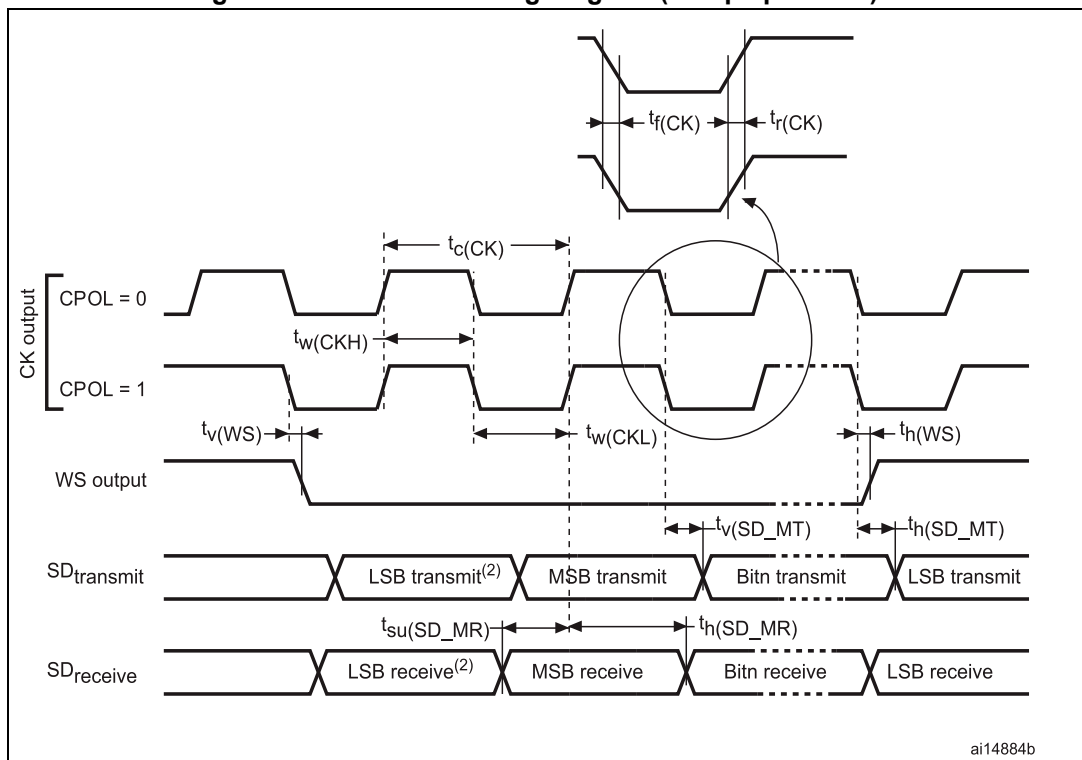 tf(CK)
tr(CK)
tc(CK)
CK output
CPOL = 0
tw(CKH)
CPOL = 1
tv(WS)
tw(CKL)
th(WS)
WS output
tv(SD_MT)
th(SD_MT)
SDtransmit
LSB transmit(2)
MSB transmit
Bitn transmit
LSB transmit
tsu(SD_MR)
th(SD_MR)
SDreceive
LSB receive(2)
MSB receive
Bitn receive
LSB receive
ai14884b